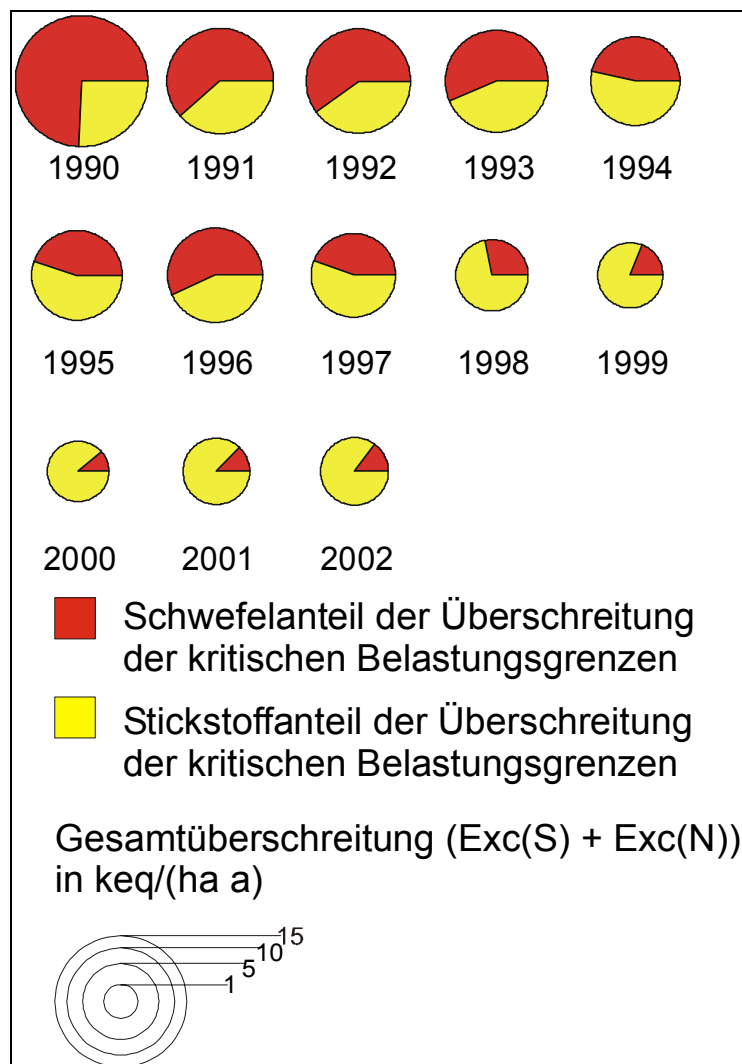 1990 1991 1992 1993 1994
1995 1996 1997 1998 1999
2000 2001 2002
Schwefelanteil der Überschreitung
der kritischen Belastungsgrenzen
Stickstoffanteil der Überschreitung
der kritischen Belastungsgrenzen
Gesamtüberschreitung (Exc(S) + Exc(N))
in keq/(ha a)
15
10
5
1